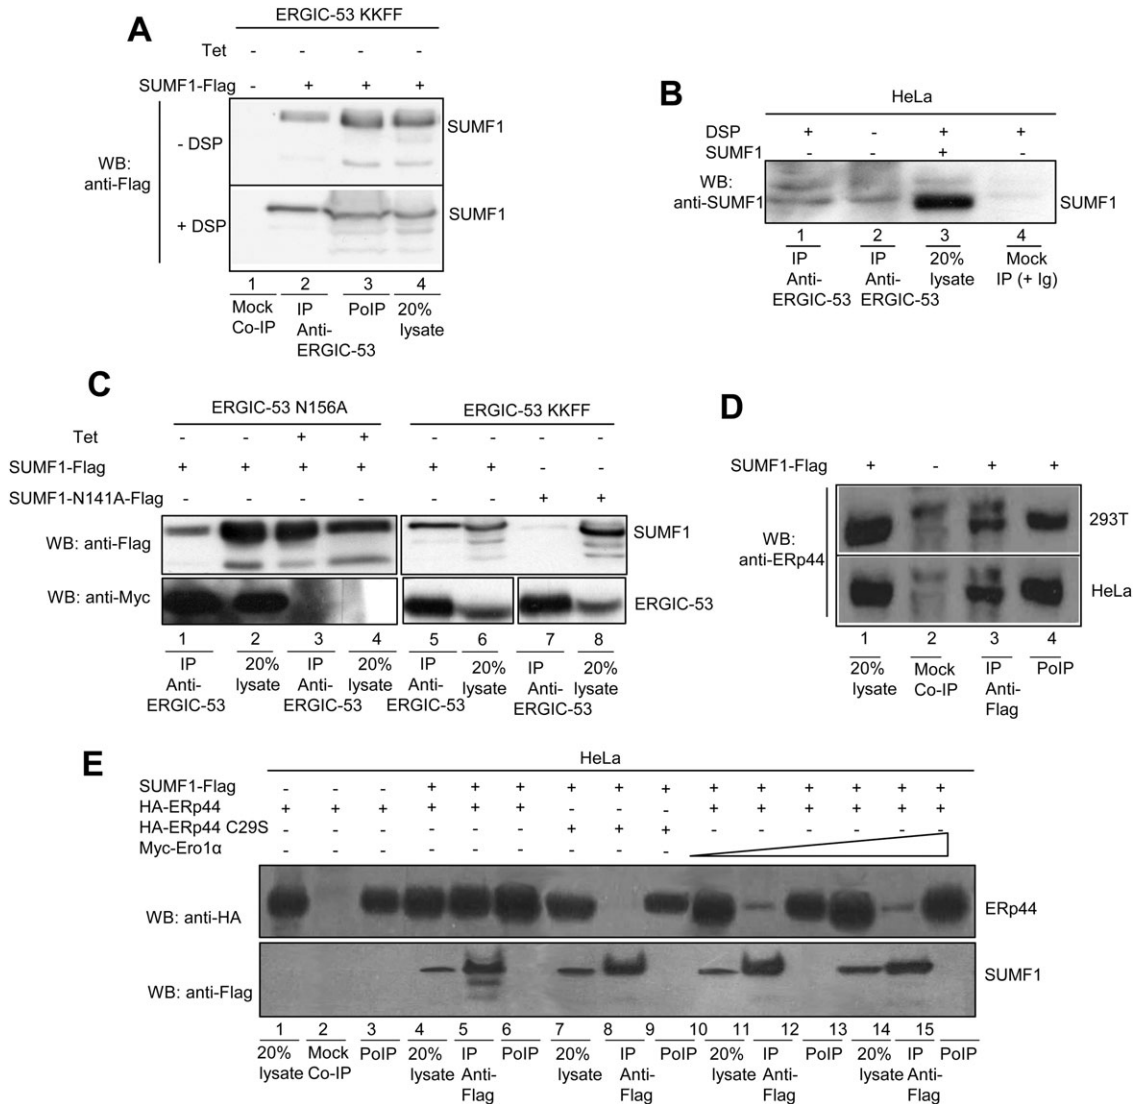 A
ERGIC-53 KKFF
Tet - - - -
SUMF1-Flag - + + +
WB:
anti-Flag
- DSP
SUMF1
+ DSP
SUMF1
1 2 3 4
Mock Co-IP
IP Anti-ERGIC-53
PoIP
20% lysate
B
HeLa
DSP + - + +
SUMF1 - - + -
WB:
anti-SUMF1
SUMF1
1 2 3 4
IP Anti-ERGIC-53
IP Anti-ERGIC-53
20% lysate
Mock IP (+ Ig)
C
ERGIC-53 N156A
ERGIC-53 KKFF
Tet - - + + - - - -
SUMF1-Flag + + + + + + - -
SUMF1-N141A-Flag - - - - - - + +
WB: anti-Flag
SUMF1
WB: anti-Myc
ERGIC-53
1 2 3 4 5 6 7 8
IP Anti-ERGIC-53
20% lysate
IP Anti-ERGIC-53
20% lysate
IP Anti-ERGIC-53
20% lysate
IP Anti-ERGIC-53
20% lysate
D
SUMF1-Flag + - + +
WB:
anti-ERp44
293T
HeLa
1 2 3 4
20% lysate
Mock Co-IP
IP Anti-Flag
PoIP
E
HeLa
SUMF1-Flag - - - + + + + + + + + + + + +
HA-ERp44 + + + + + + - - - + + + + + +
HA-ERp44 C29S - - - - - - + + + - - - - - -
Myc-Ero1α - - - - - - - - -
WB: anti-HA
ERp44
WB: anti-Flag
SUMF1
1 2 3 4 5 6 7 8 9 10 11 12 13 14 15
20% lysate
Mock Co-IP
PoIP
20% lysate
IP Anti-Flag
PoIP
20% lysate
IP Anti-Flag
PoIP
20% lysate
IP Anti-Flag
PoIP
20% lysate
IP Anti-Flag
PoIP